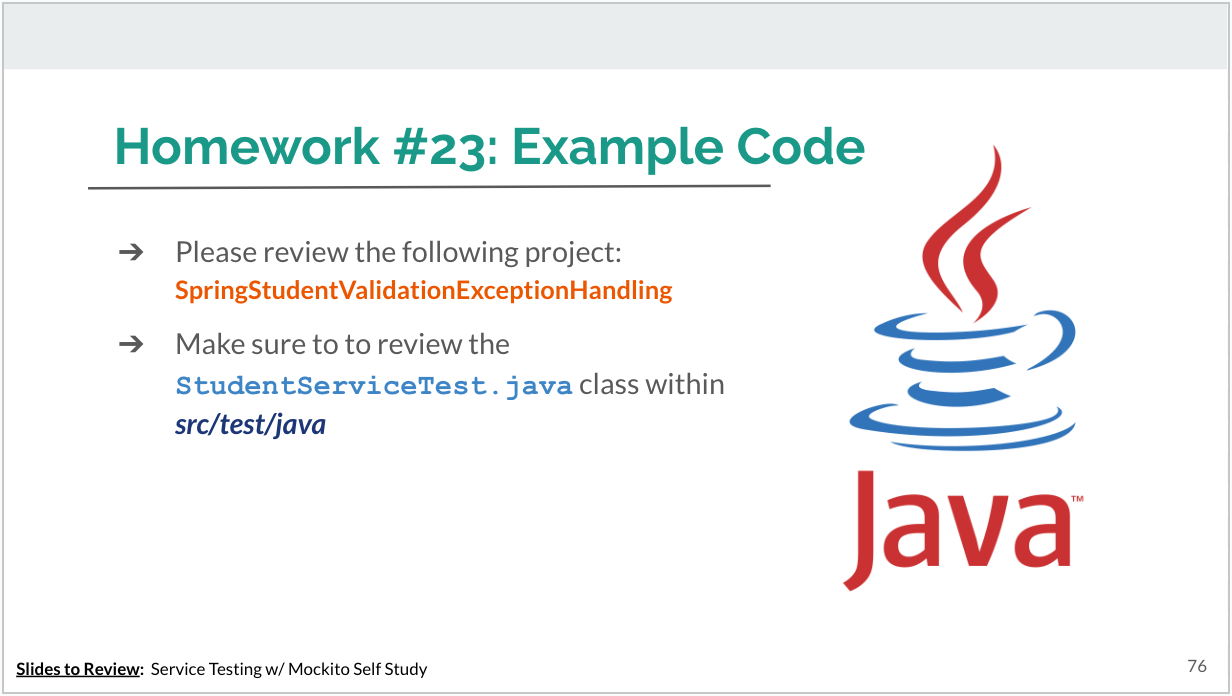 Homework #23: Example Code
➔ Please review the following project:
SpringStudentValidationExceptionHandling
➔ Make sure to to review the
StudentServiceTest.java class within
src/test/java
Java™
Slides to Review: Service Testing w/ Mockito Self Study
76